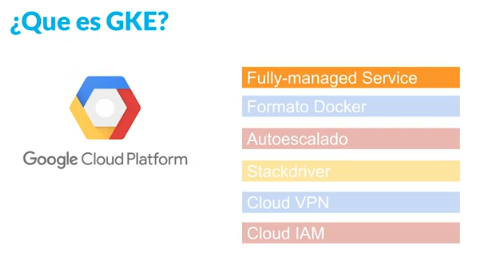 ¿Que es GKE?
Google Cloud Platform
Fully-managed Service
Formato Docker
Autoescalado
Stackdriver
Cloud VPN
Cloud IAM